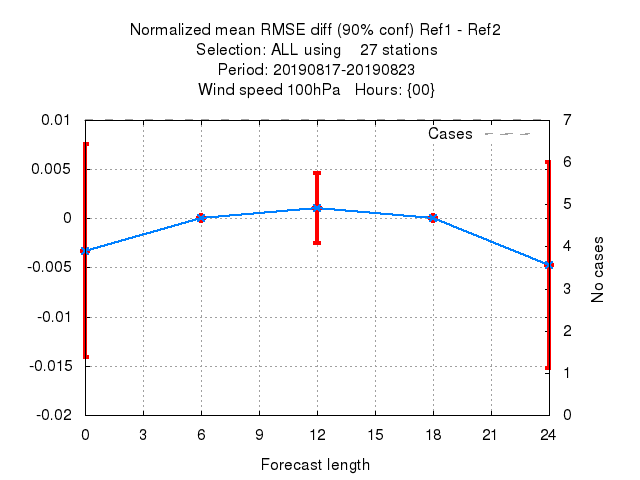 Normalized mean RMSE diff (90% conf) Ref1 - Ref2
Selection: ALL using    27 stations
Period: 20190817-20190823
Wind speed 100hPa   Hours: {00}
Cases
0.01
0.005
0
-0.005
-0.01
-0.015
-0.02
7
6
5
4
3
2
1
0
No cases
0 3 6 9 12 15 18 21 24
Forecast length